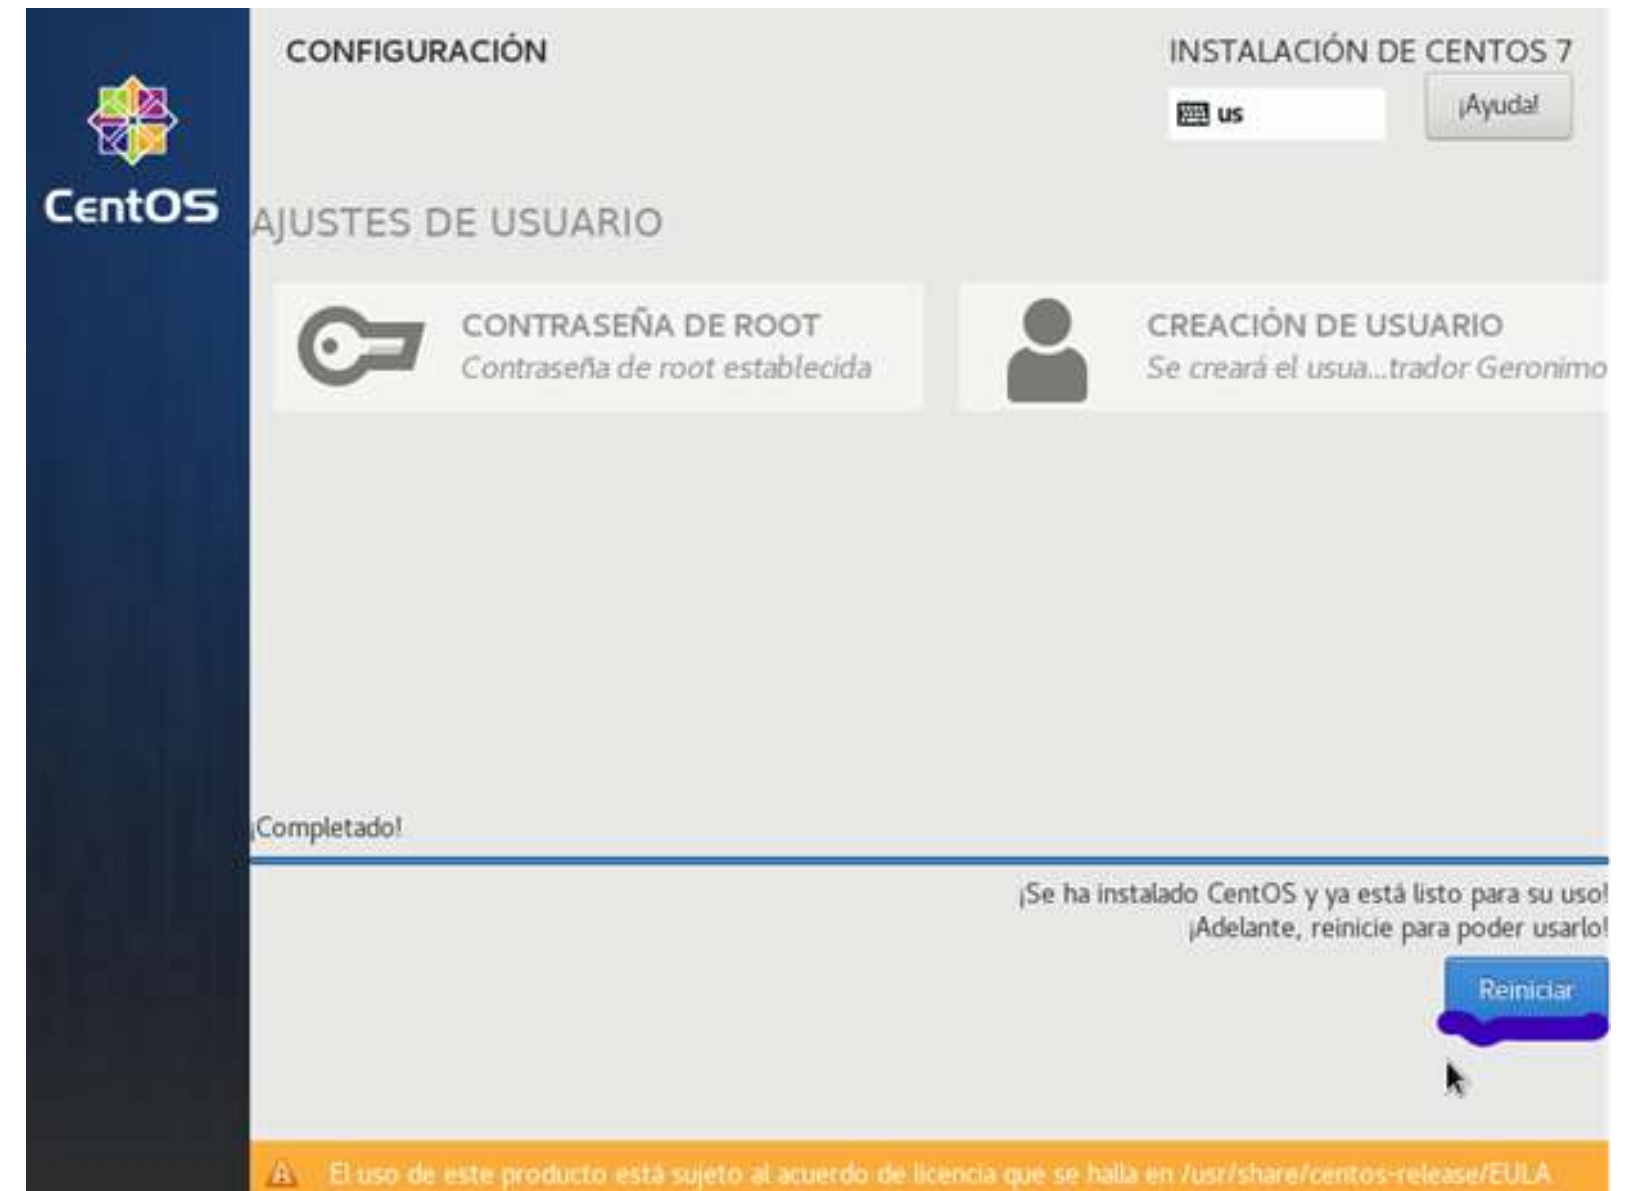 CONFIGURACIÓN
INSTALACIÓN DE CENTOS 7
us
¡Ayuda!
CentOS
AJUSTES DE USUARIO
CONTRASEÑA DE ROOT
Contraseña de root establecida
CREACIÓN DE USUARIO
Se creará el usua...trador Geronimo
¡Completado!
¡Se ha instalado CentOS y ya está listo para su uso!
¡Adelante, reinicie para poder usarlo!
Reiniciar
El uso de este producto está sujeto al acuerdo de licencia que se halla en /usr/share/centos-release/EULA